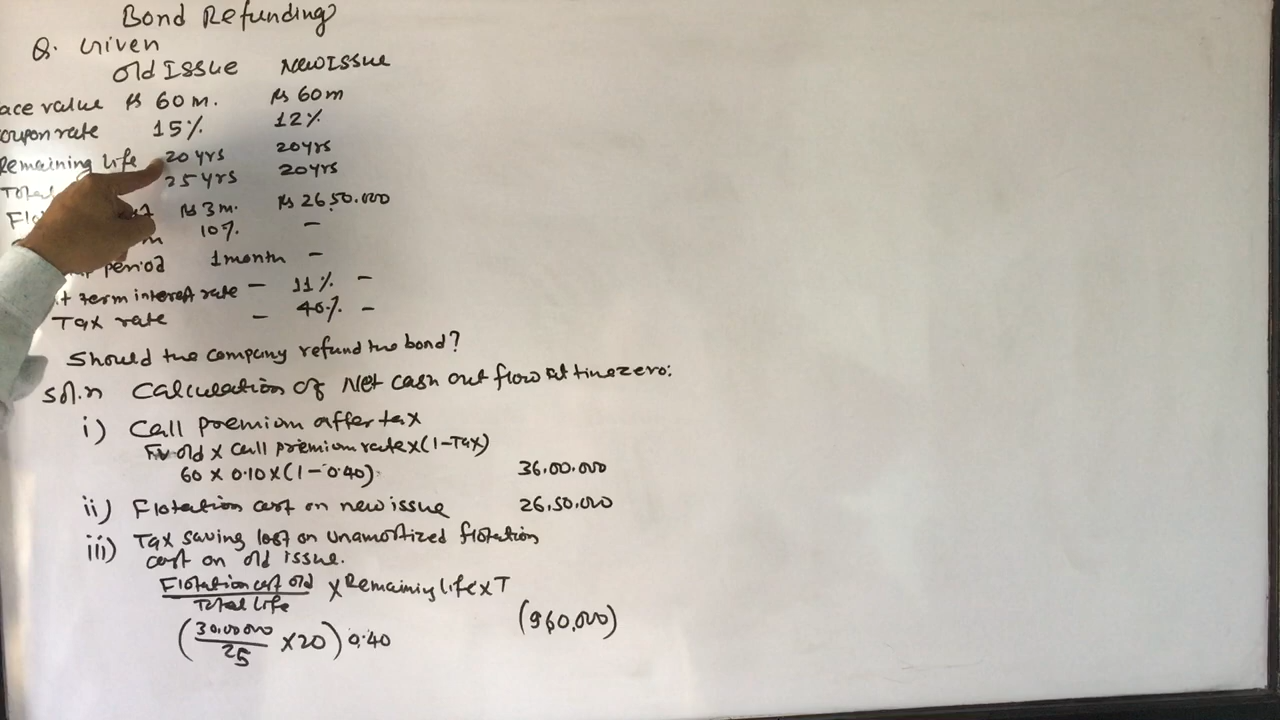 Bond Refunding
Q. Given
Old Issue New Issue
ace value ₨ 60 m. ₨ 60 m
oupon rate 15% 12%
Remaining life 20 yrs 20 yrs
Total 25 yrs 20 yrs
Flo ₨ 3 m. ₨ 26,50,000
m 10% –
period 1 month –
t term interest rate – 11% –
Tax rate – 40% –
Should the company refund the bond?
Sol.n Calculation of Net cash out flow at time zero:
i) Call premium after tax
Fv old × Call premium rate × (1-Tax)
60 × 0.10 × (1-0.40) 36,00,000
ii) Flotation cost on new issue 26,50,000
iii) Tax saving lost on unamortized flotation
cost on old issue.
Flotation cost old / Total life × Remaining life × T
(30,00,000 / 25 × 20) 0.40 (960,000)